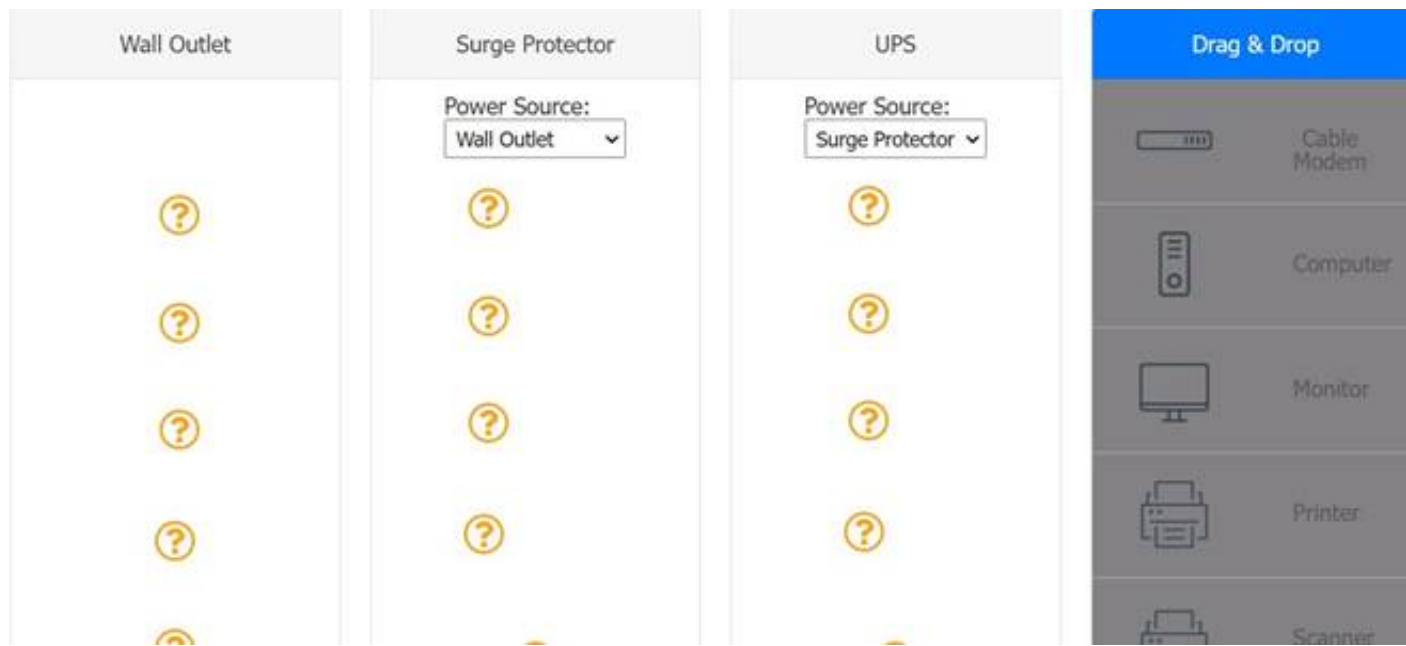 Wall Outlet
Surge Protector
UPS
Drag & Drop
Power Source:
Wall Outlet
Power Source:
Surge Protector
Cable
Modem
?
?
?
Computer
?
?
?
Monitor
?
?
?
Printer
?
?
?
Scanner